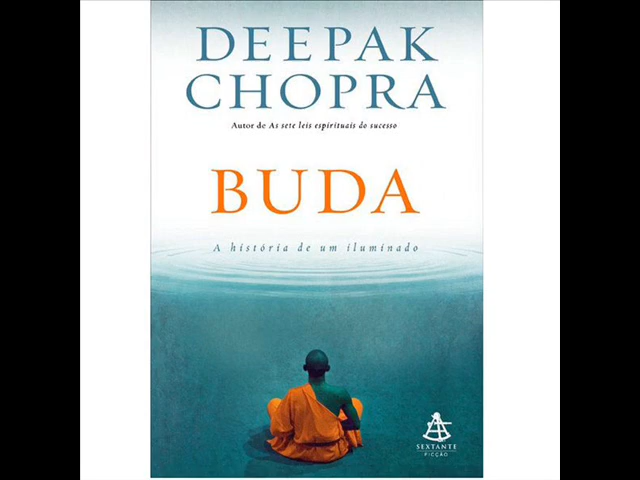 DEEPAK
CHOPRA
Autor de As sete leis espirituais do sucesso
BUDA
A história de um iluminado
SEXTANTE
FICÇÃO